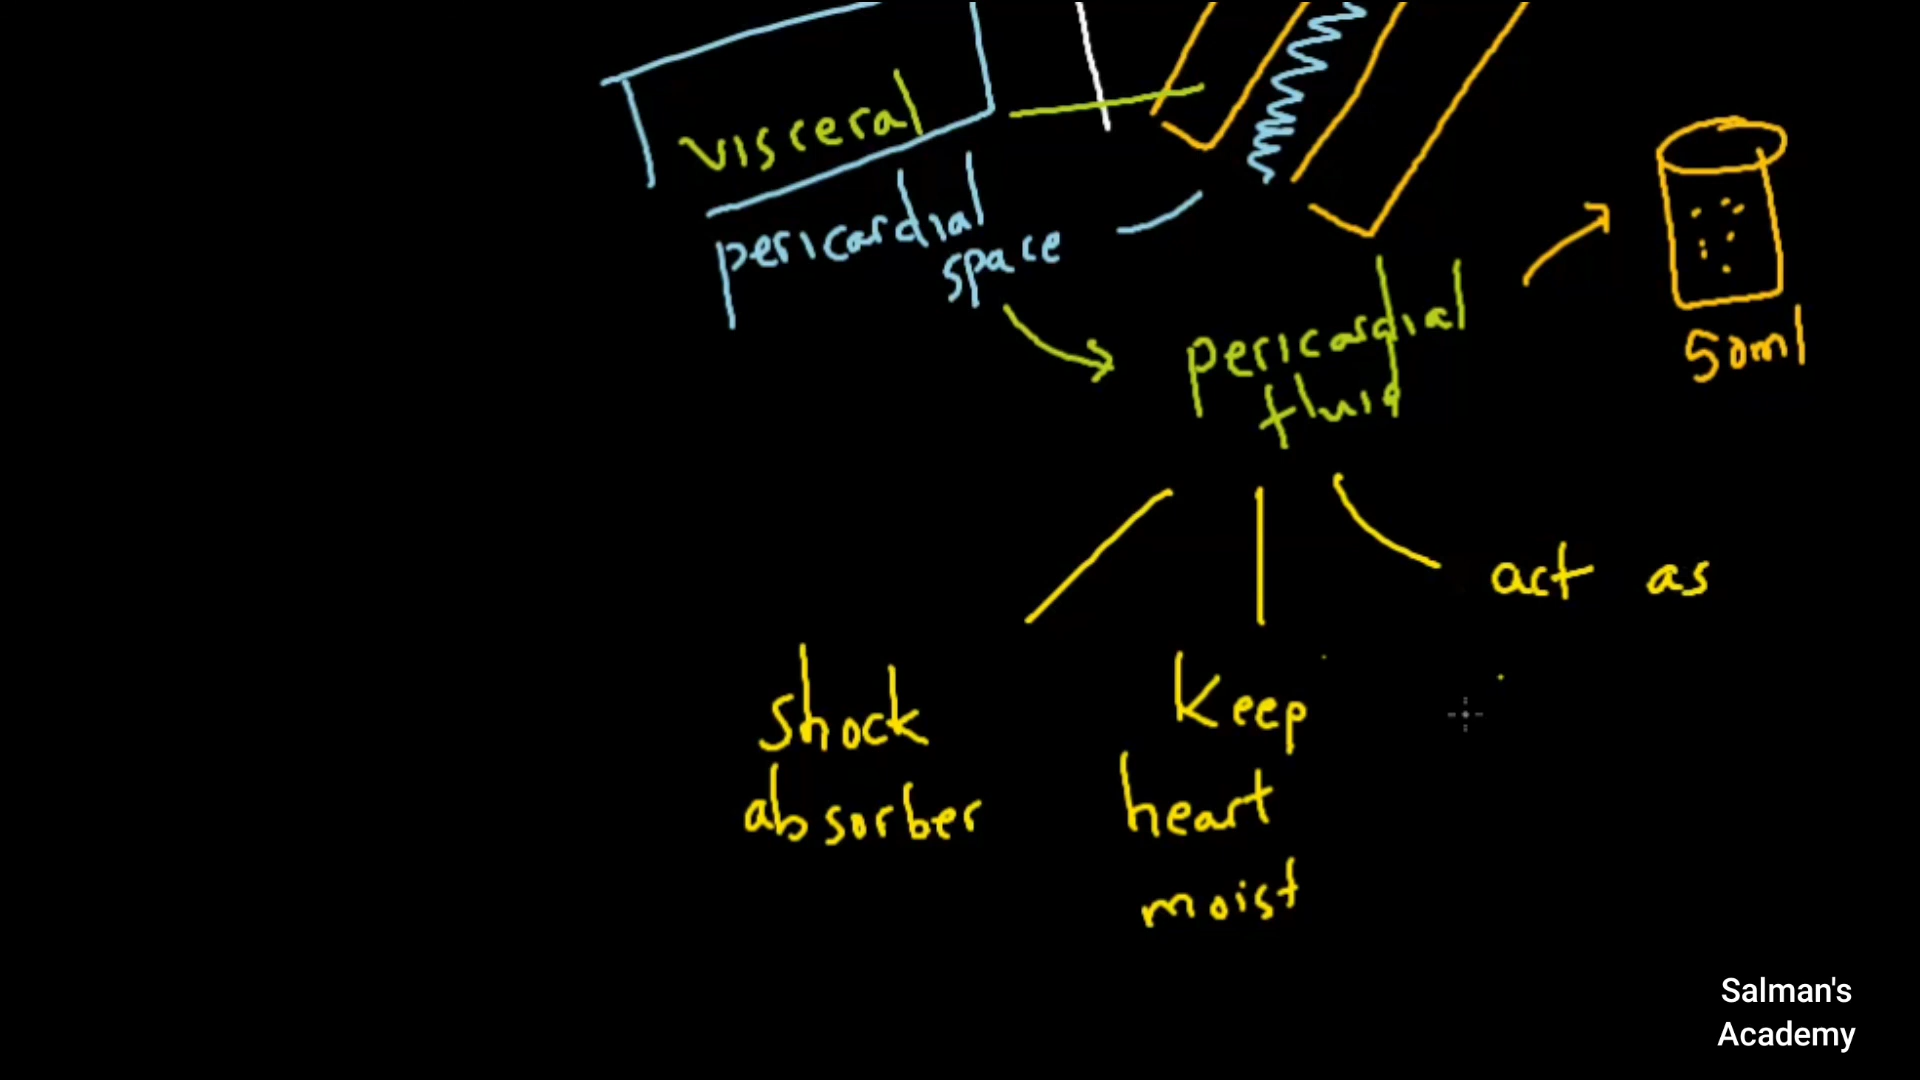 visceral
pericardial
space
pericardial
fluid
50ml
act as
shock
absorber
Keep
heart
moist
Salman's
Academy